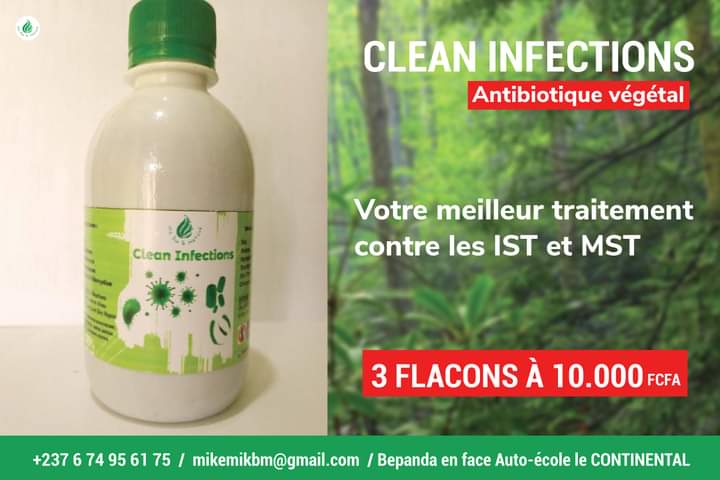 CLEAN INFECTIONS
Antibiotique végétal
Votre meilleur traitement
contre les IST et MST
3 FLACONS À 10.000 FCFA
Clean Infections
+237 6 74 95 61 75 / mikemikbm@gmail.com / Bepanda en face Auto-école le CONTINENTAL